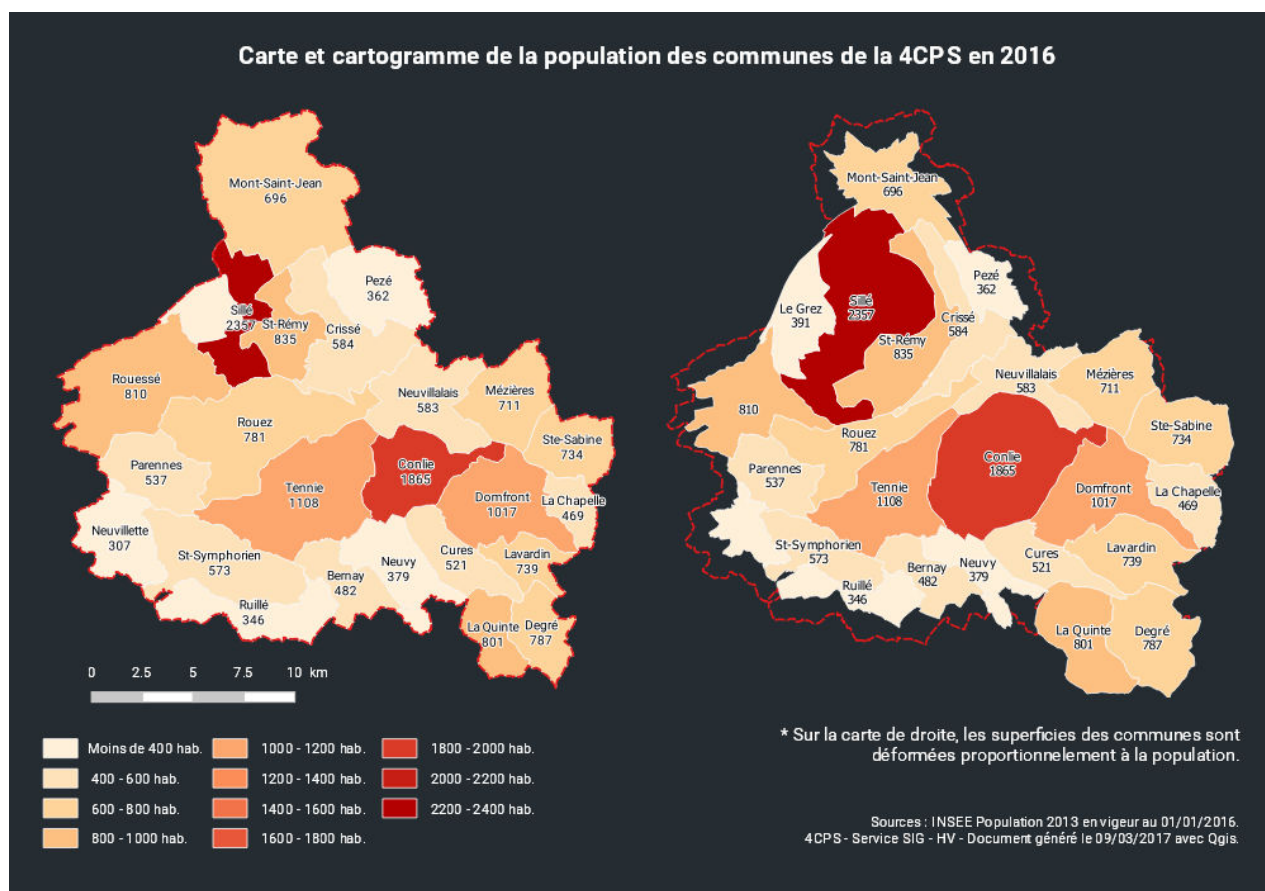 Carte et cartogramme de la population des communes de la 4CPS en 2016
Mont-Saint-Jean
696
Pezé
362
Sillé
2357
St-Rémy
835
Crissé
584
Rouessé
810
Neuvillalais
583
Mézières
711
Rouez
781
Ste-Sabine
734
Parennes
537
Conlie
1865
Tennie
1108
Domfront
1017
La Chapelle
469
Neuvillette
307
St-Symphorien
573
Bernay
482
Neuvy
379
Cures
521
Lavardin
739
Ruillé
346
La Quinte
801
Degré
787
Mont-Saint-Jean
696
Pezé
362
Le Grez
391
Sillé
2357
Crissé
584
St-Rémy
835
Neuvillalais
583
Mézières
711
810
Rouez
781
Ste-Sabine
734
Parennes
537
Conlie
1865
Tennie
1108
Domfront
1017
La Chapelle
469
St-Symphorien
573
Bernay
482
Neuvy
379
Cures
521
Lavardin
739
Ruillé
346
La Quinte
801
Degré
787
0 2.5 5 7.5 10 km
Moins de 400 hab.
400 - 600 hab.
600 - 800 hab.
800 - 1000 hab.
1000 - 1200 hab.
1200 - 1400 hab.
1400 - 1600 hab.
1600 - 1800 hab.
1800 - 2000 hab.
2000 - 2200 hab.
2200 - 2400 hab.
* Sur la carte de droite, les superficies des communes sont
déformées proportionnelement à la population.
Sources : INSEE Population 2013 en vigeur au 01/01/2016.
4CPS - Service SIG - HV - Document généré le 09/03/2017 avec Qgis.